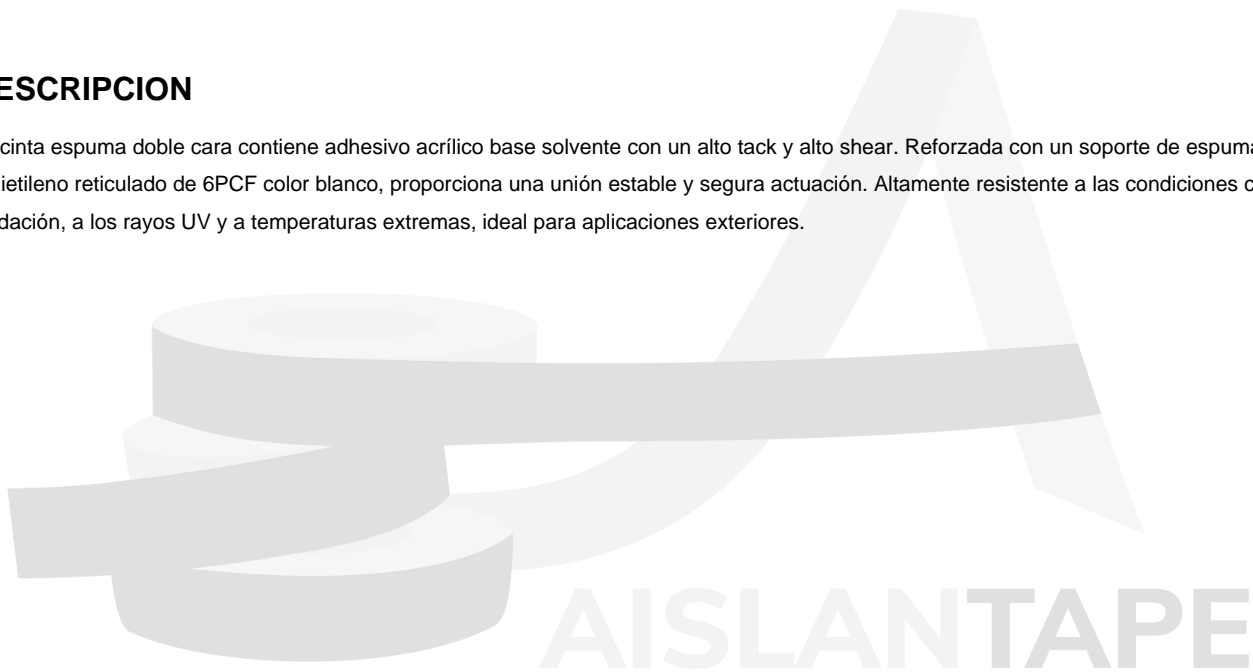 ESCRIPCION
cinta espuma doble cara contiene adhesivo acrílico base solvente con un alto tack y alto shear. Reforzada con un soporte de espuma
ietileno reticulado de 6PCF color blanco, proporciona una unión estable y segura actuación. Altamente resistente a las condiciones
dación, a los rayos UV y a temperaturas extremas, ideal para aplicaciones exteriores.
AISLANTAPE